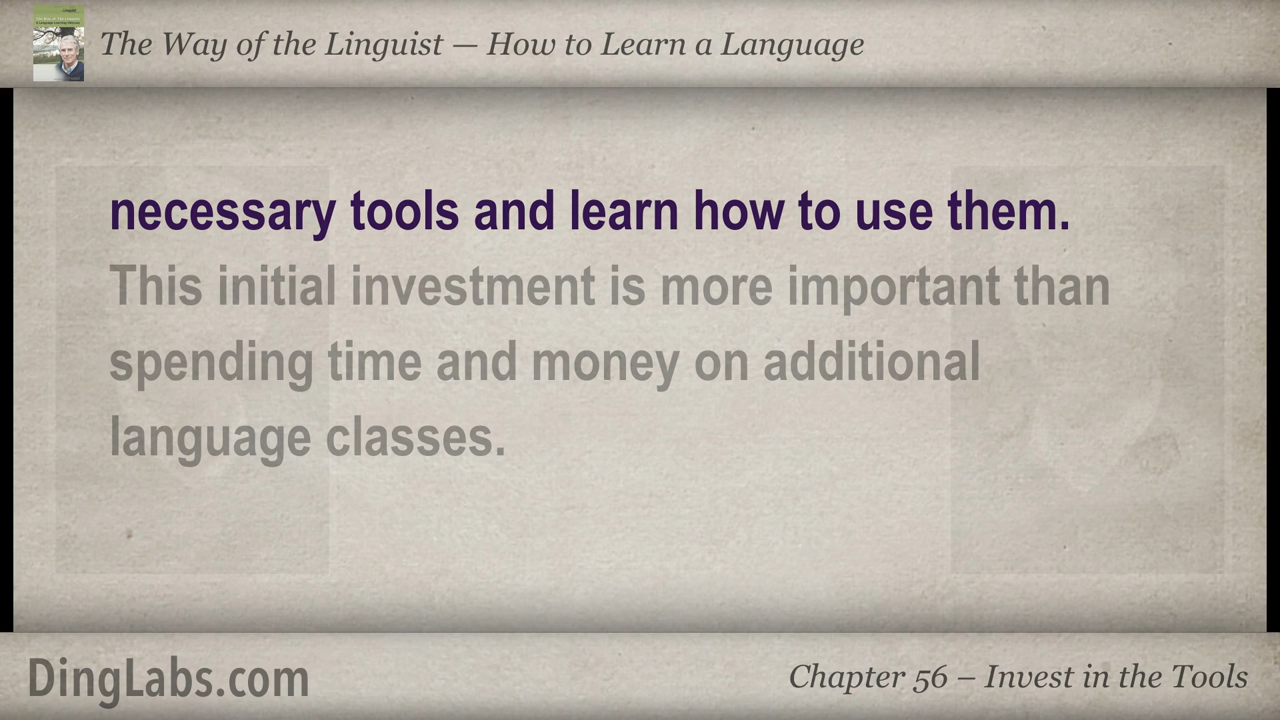 The Way of the Linguist — How to Learn a Language
necessary tools and learn how to use them.
This initial investment is more important than
spending time and money on additional
language classes.
DingLabs.com
Chapter 56 – Invest in the Tools